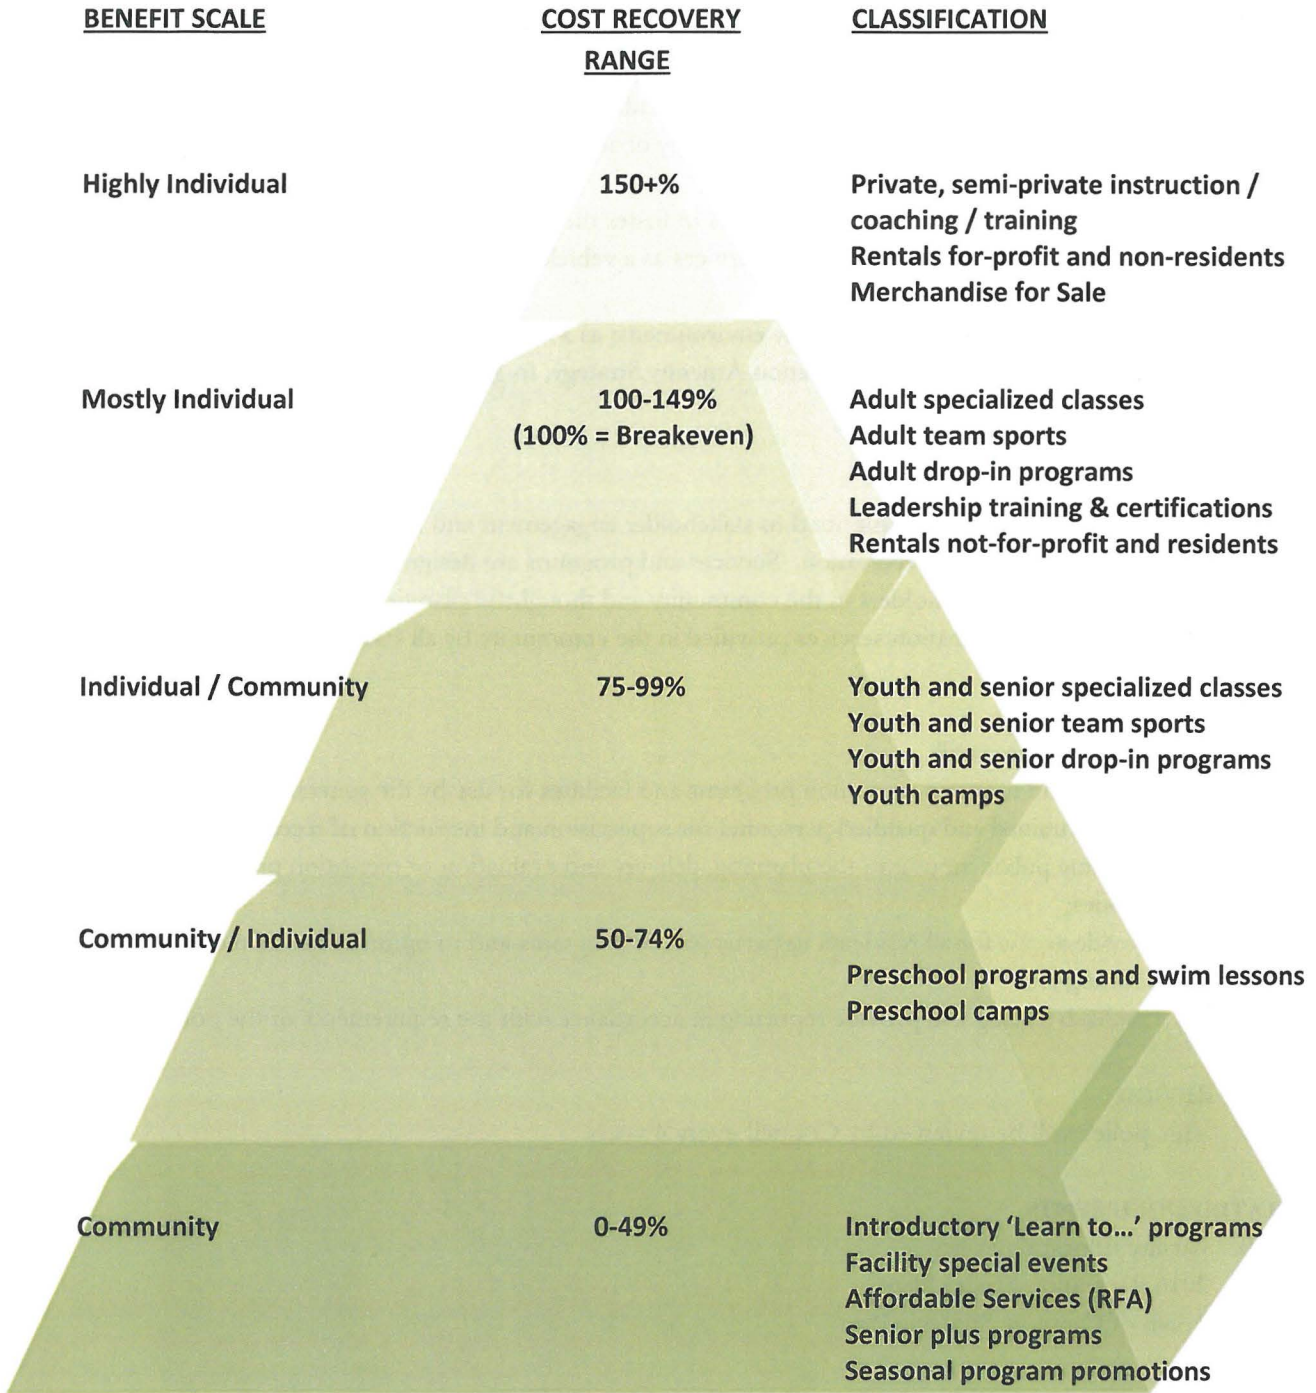 BENEFIT SCALE
COST RECOVERY
RANGE
CLASSIFICATION
Highly Individual
150+%
Private, semi-private instruction /
coaching / training
Rentals for-profit and non-residents
Merchandise for Sale
Mostly Individual
100-149%
(100% = Breakeven)
Adult specialized classes
Adult team sports
Adult drop-in programs
Leadership training & certifications
Rentals not-for-profit and residents
Individual / Community
75-99%
Youth and senior specialized classes
Youth and senior team sports
Youth and senior drop-in programs
Youth camps
Community / Individual
50-74%
Preschool programs and swim lessons
Preschool camps
Community
0-49%
Introductory ‘Learn to...’ programs
Facility special events
Affordable Services (RFA)
Senior plus programs
Seasonal program promotions